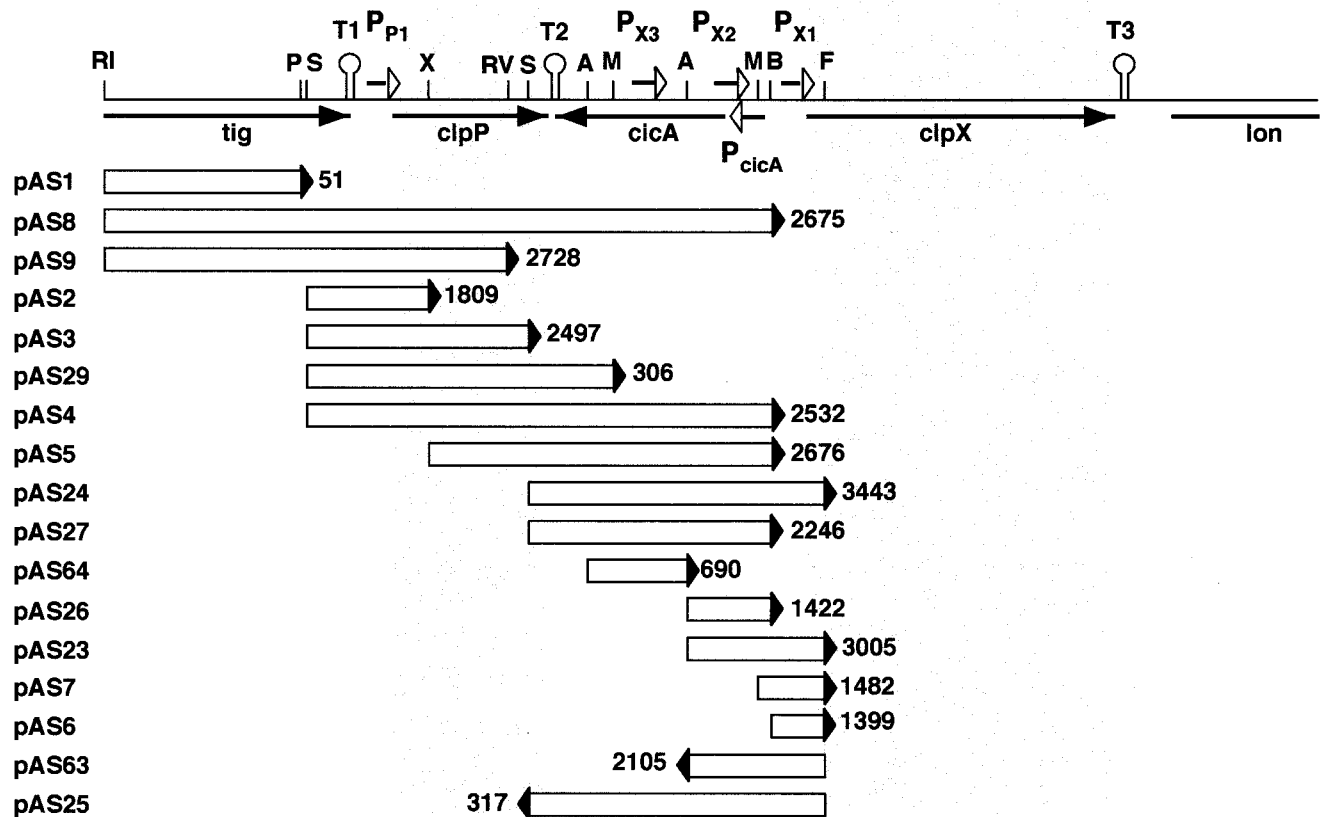 T1 P_P1 T2 P_X3 P_X2 P_X1 T3
RI P S X RV S A M A M B F
tig clpP cicA clpX lon
P_cicA
pAS1 51
pAS8 2675
pAS9 2728
pAS2 1809
pAS3 2497
pAS29 306
pAS4 2532
pAS5 2676
pAS24 3443
pAS27 2246
pAS64 690
pAS26 1422
pAS23 3005
pAS7 1482
pAS6 1399
pAS63 2105
pAS25 317